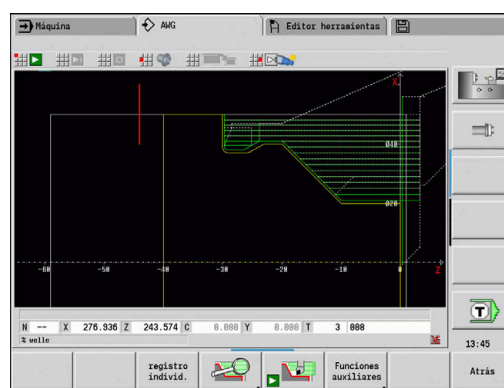 Máquina
AWG
Editor herramientas
X
Ø40
Ø20
-60
-50
-40
-30
-20
-10
0
Z
N -- X 276.936 Z 243.574 C 0.000 Y 0.000 T 3 000
% welle
T
13:45
registro individ.
Funciones auxiliares
Atrás